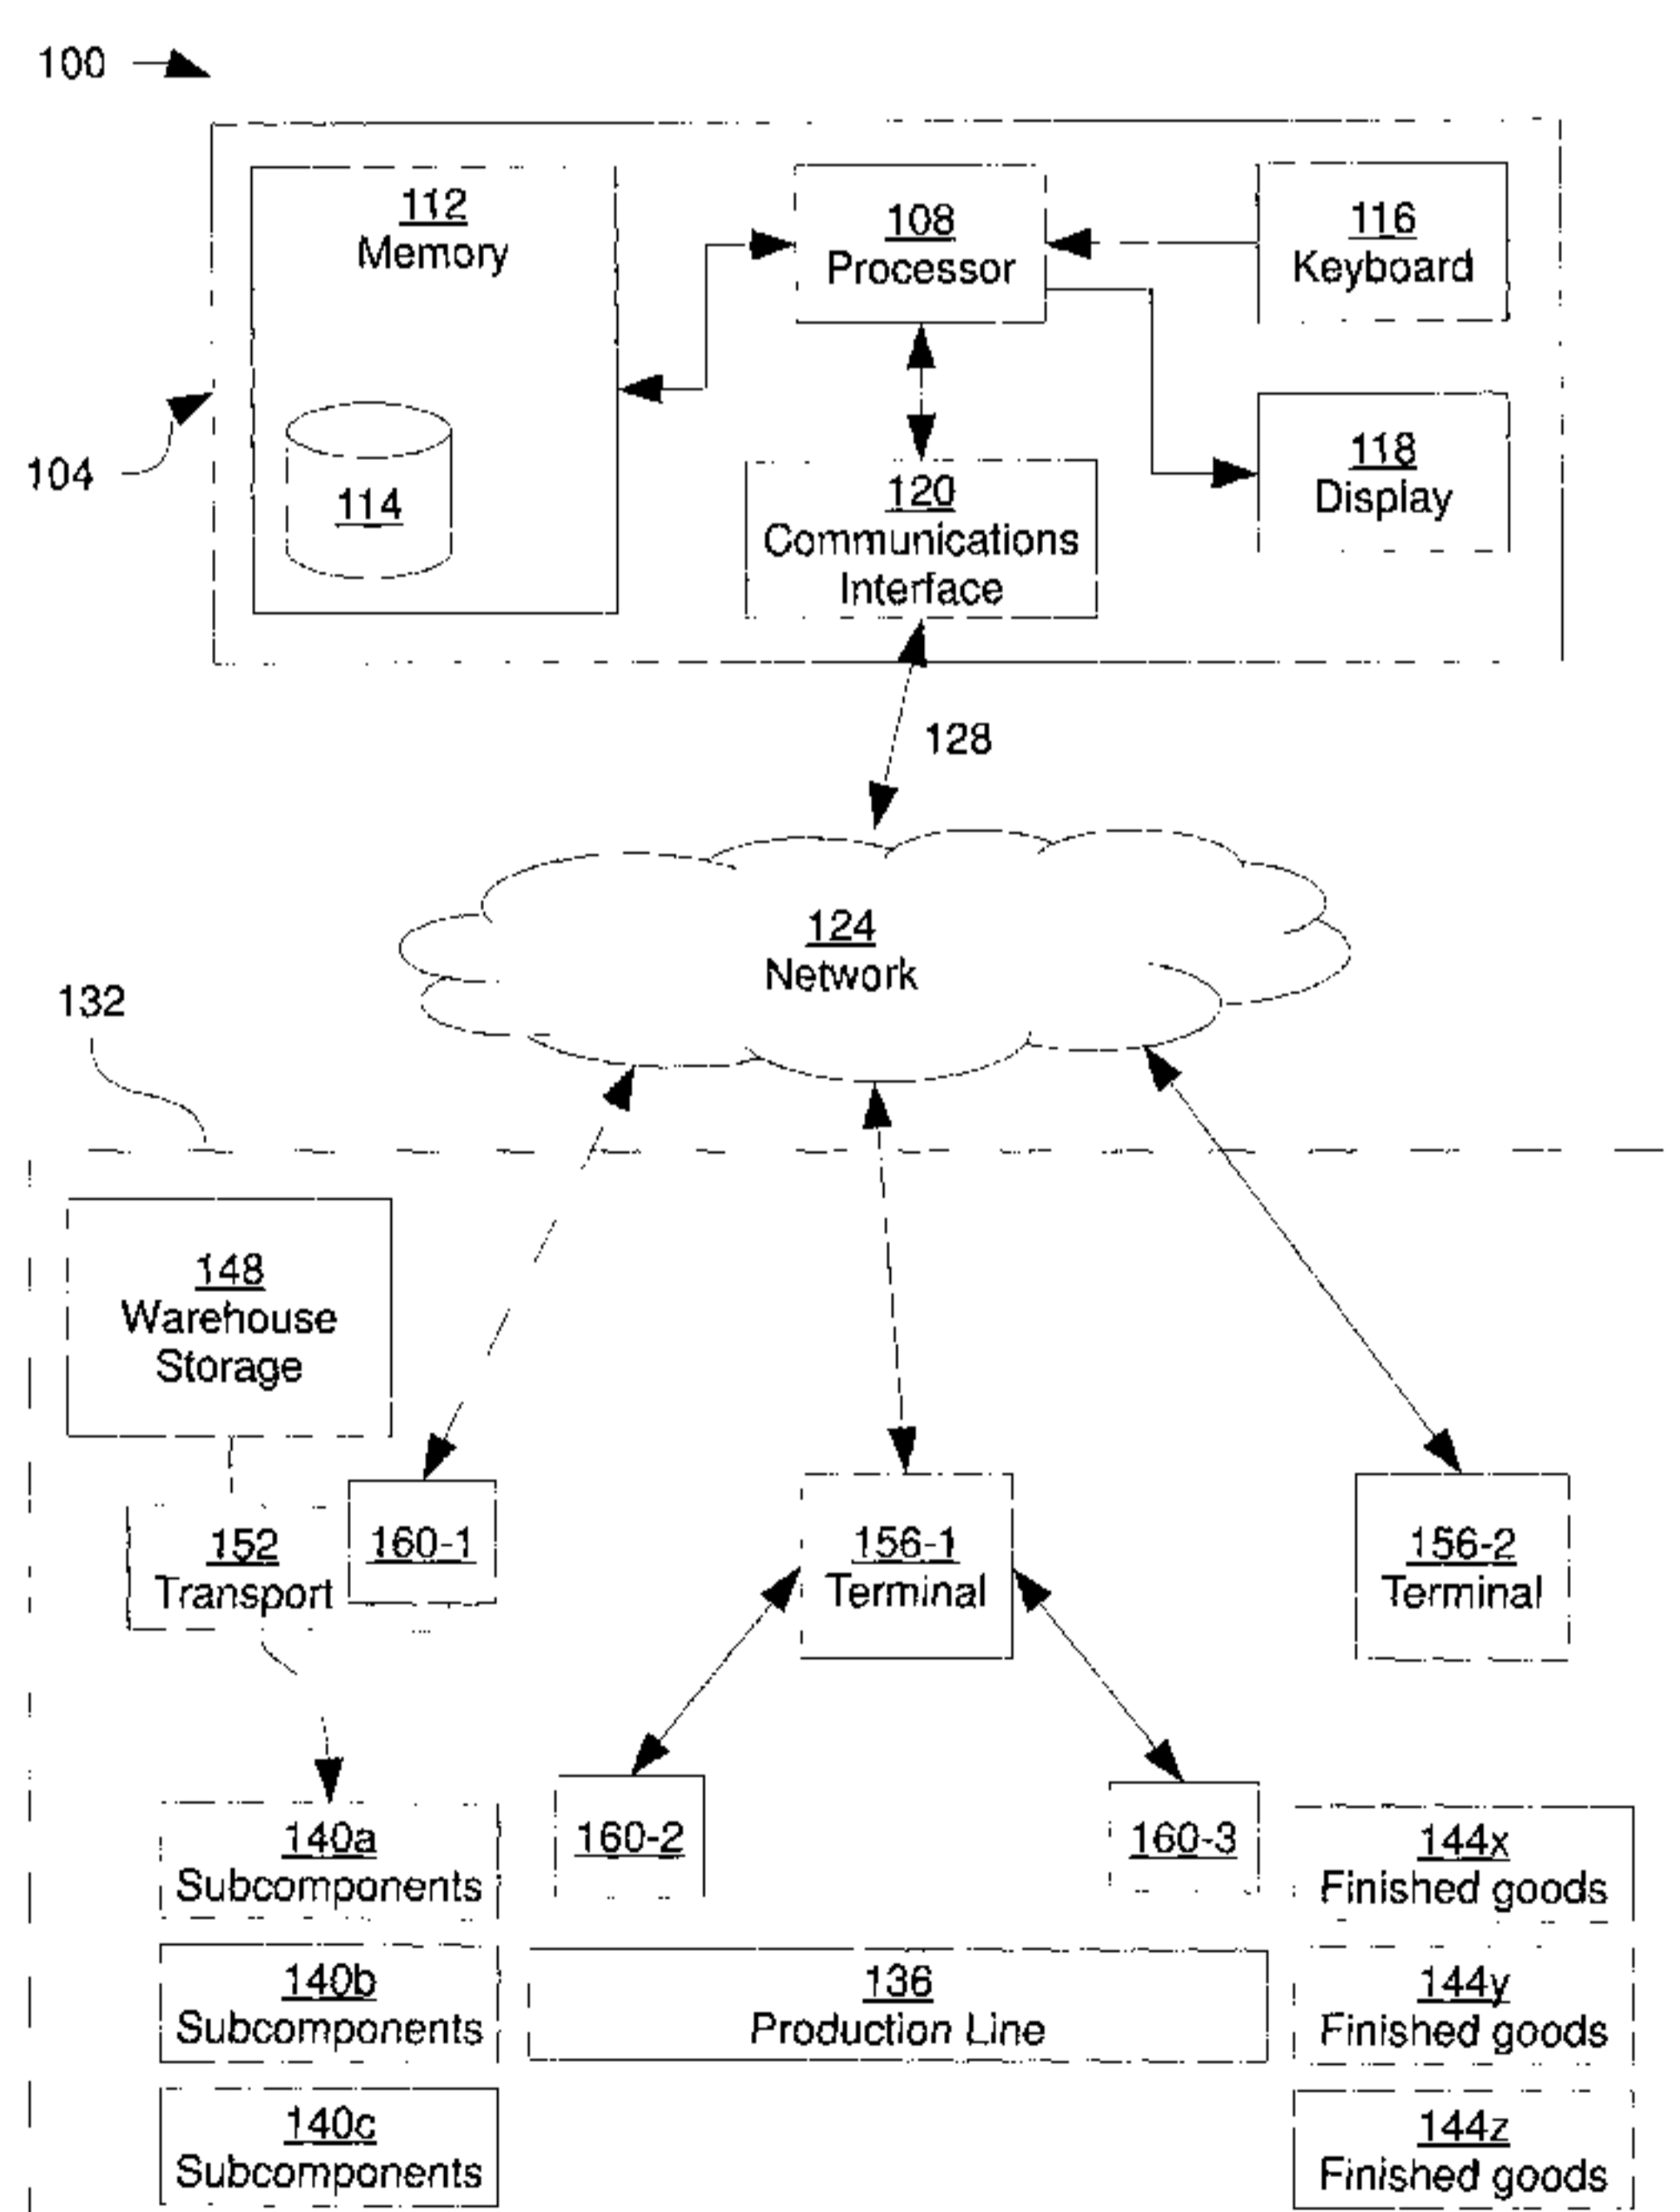 100
112
Memory
108
Processor
116
Keyboard
104
114
120
Communications
Interface
118
Display
128
124
Network
132
148
Warehouse
Storage
152
Transport
160-1
156-1
Terminal
156-2
Terminal
140a
Subcomponents
160-2
160-3
144x
Finished goods
140b
Subcomponents
136
Production Line
144y
Finished goods
140c
Subcomponents
144z
Finished goods